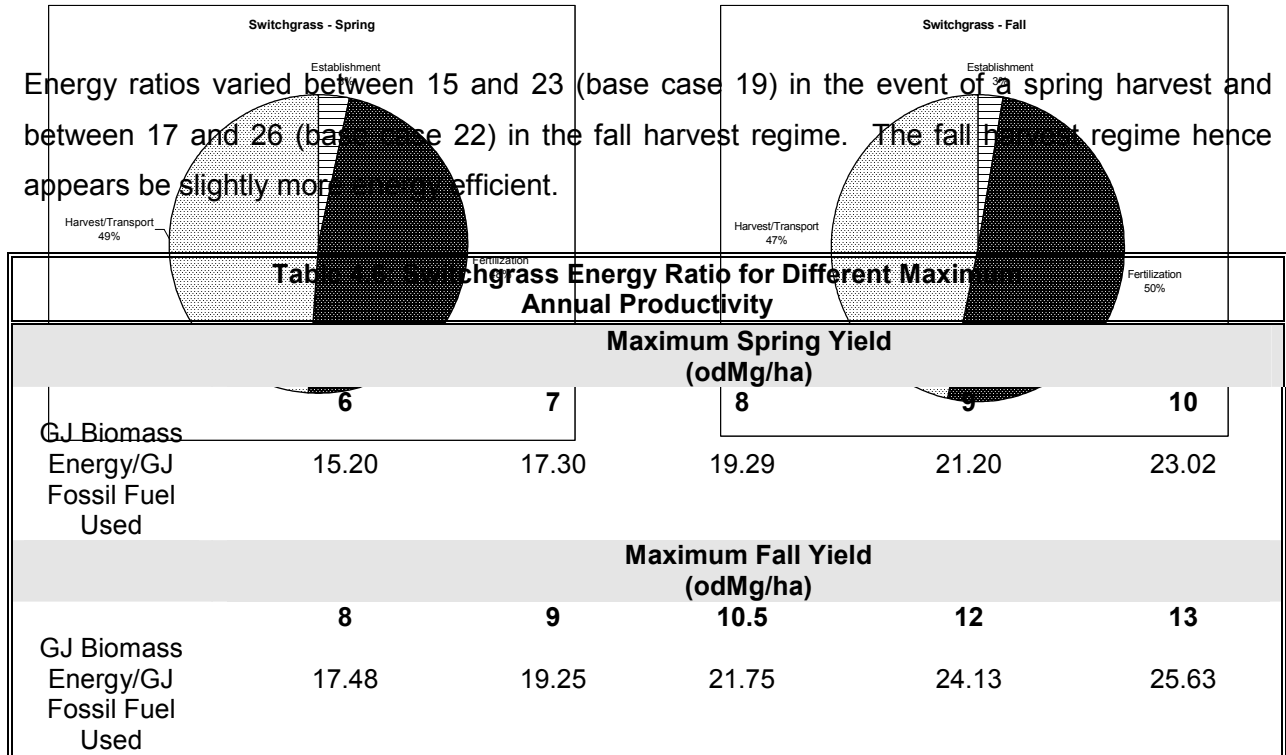 Switchgrass - Spring
Switchgrass - Fall
Establishment
Establishment
3%
Energy ratios varied between 15 and 23 (base case 19) in the event of a spring harvest and
between 17 and 26 (base case 22) in the fall harvest regime. The fall harvest regime hence
appears be slightly more energy efficient.
Harvest/Transport
49%
Harvest/Transport
47%
Fertilization
Fertilization
50%
Table 4.6: Switchgrass Energy Ratio for Different Maximum
Annual Productivity
Maximum Spring Yield
(odMg/ha)
6 7 8 9 10
GJ Biomass
Energy/GJ 15.20 17.30 19.29 21.20 23.02
Fossil Fuel
Used
Maximum Fall Yield
(odMg/ha)
8 9 10.5 12 13
GJ Biomass
Energy/GJ 17.48 19.25 21.75 24.13 25.63
Fossil Fuel
Used